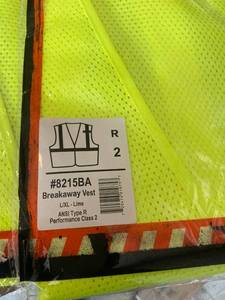 R
2
#8215BA
Breakaway Vest
L/XL - Lime
ANSI Type R
Performance Class 2